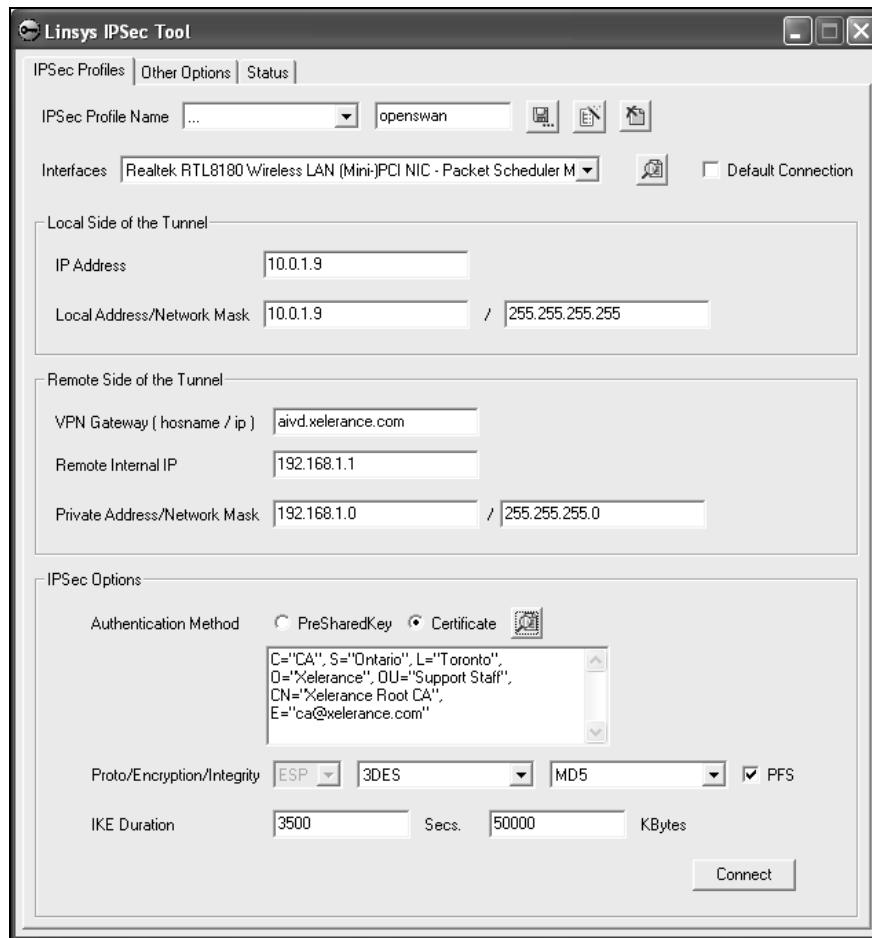 Linsys IPSec Tool
IPSec Profiles Other Options Status
IPSec Profile Name ... openswan
Interfaces Realtek RTL8180 Wireless LAN (Mini-)PCI NIC - Packet Scheduler M Default Connection
Local Side of the Tunnel
IP Address 10.0.1.9
Local Address/Network Mask 10.0.1.9 / 255.255.255.255
Remote Side of the Tunnel
VPN Gateway ( hosname / ip ) aivd.xelerance.com
Remote Internal IP 192.168.1.1
Private Address/Network Mask 192.168.1.0 / 255.255.255.0
IPSec Options
Authentication Method PreSharedKey Certificate
C="CA", S="Ontario", L="Toronto",
O="Xelerance", OU="Support Staff",
CN="Xelerance Root CA",
E="ca@xelerance.com"
Proto/Encryption/Integrity ESP 3DES MD5 PFS
IKE Duration 3500 Secs. 50000 KBytes
Connect